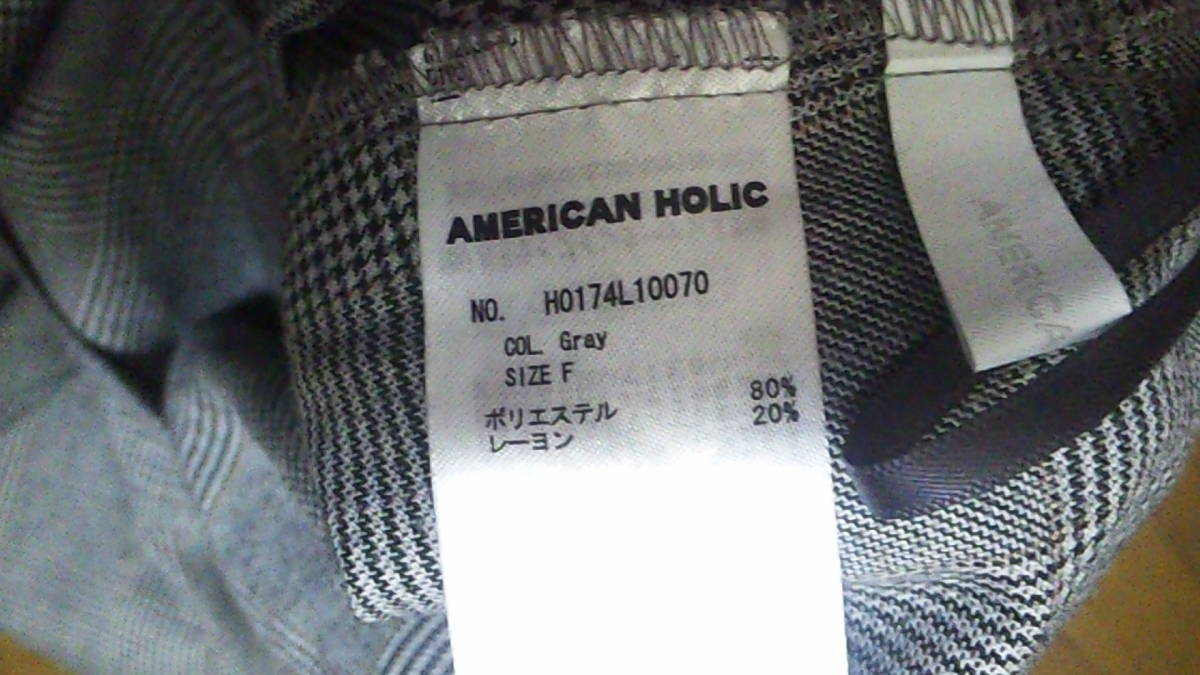 AMERICAN HOLIC
NO. H0174L10070
COL. Gray
SIZE F
ポリエステル 80%
レーヨン 20%
AMERICA